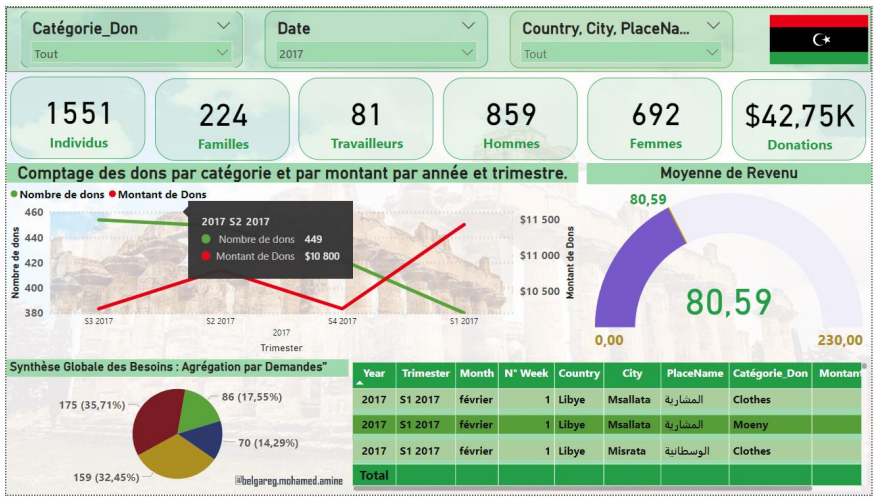 Catégorie_Don
Tout
Date
2017
Country, City, PlaceNa...
Tout
1551
Individus
224
Familles
81
Travailleurs
859
Hommes
692
Femmes
$42,75K
Donations
Comptage des dons par catégorie et par montant par année et trimestre.
Nombre de dons Montant de Dons
460
440
420
400
380
Nombre de dons
2017 S2 2017
Nombre de dons 449
Montant de Dons $10 800
$11 500
$11 000
$10 500
Montant de Dons
S3 2017 S2 2017 S4 2017 S1 2017
2017
Trimester
Moyenne de Revenu
80,59
80,59
0,00
230,00
Synthèse Globale des Besoins : Agrégation par Demandes"
175 (35,71%)
86 (17,55%)
70 (14,29%)
159 (32,45%)
@belgareg.mohamed.amine
Year Trimester Month N° Week Country City PlaceName Catégorie_Don Montant
2017 S1 2017 février 1 Libye Msallata المشاربة Clothes
2017 S1 2017 février 1 Libye Msallata المشاربة Moeny
2017 S1 2017 février 1 Libye Misrata الوسطانية Clothes
Total